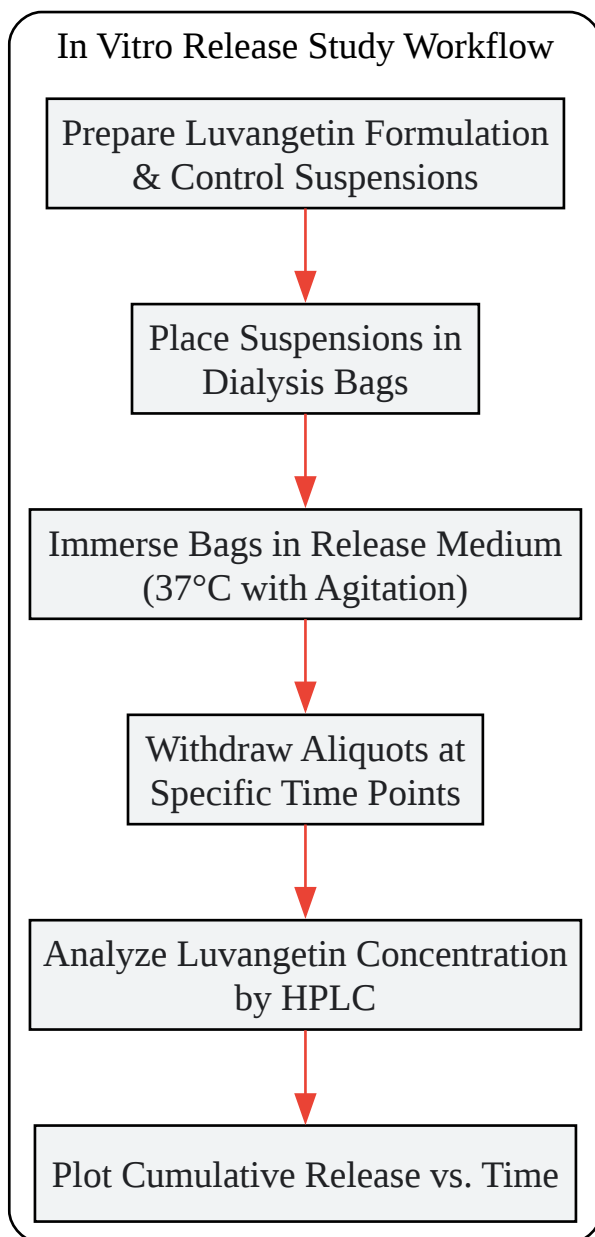 In Vitro Release Study Workflow
Prepare Luvangetin Formulation
& Control Suspensions
Place Suspensions in
Dialysis Bags
Immerse Bags in Release Medium
(37°C with Agitation)
Withdraw Aliquots at
Specific Time Points
Analyze Luvangetin Concentration
by HPLC
Plot Cumulative Release vs. Time